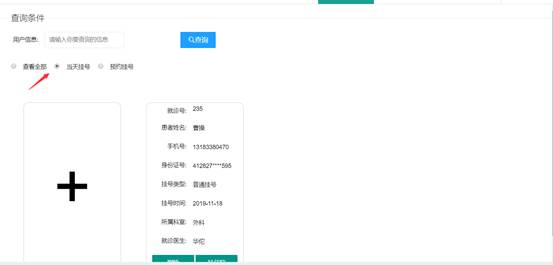 查询条件
用户信息: 请输入你要查询的信息 查询
查看全部 当天挂号 预约挂号
就诊号: 235
患者姓名: 曹操
手机号: 13183380470
身份证号: 412827****595
挂号类型: 普通挂号
挂号时间: 2019-11-18
所属科室: 外科
就诊医生: 华佗